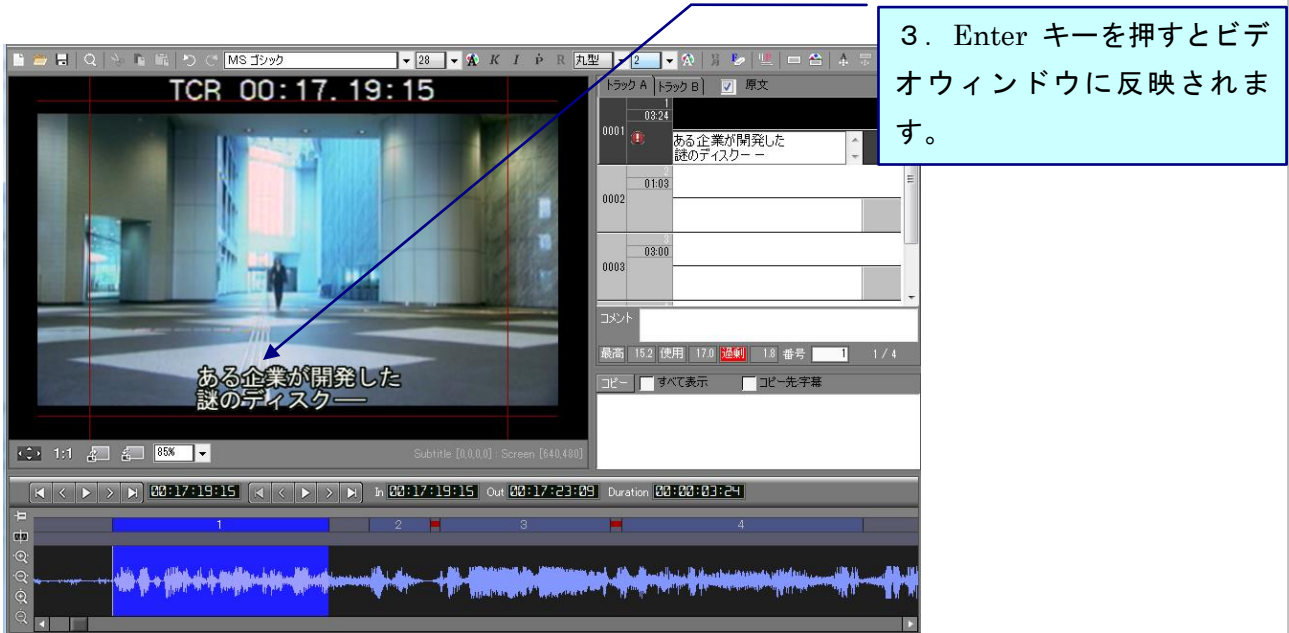 3. Enter キーを押すとビデ
オウィンドウに反映されま
す。
MS ゴシック 28 K I P R 丸型 2
TCR 00:17.19:15
ある企業が開発した
謎のディスク──
トラック A トラック B 原文
1
03:24
0001
ある企業が開発した
謎のディスクーー
2
01:03
0002
3
03:00
0003
コメント
最高 15.2 使用 17.0 過剰 1.8 番号 1 1 / 4
コピー すべて表示 コピー先字幕
1:1 85% Subtitle [0,0,0,0] : Screen [640,480]
00:17:19:15 In 00:17:19:15 Out 00:17:23:09 Duration 00:00:03:24
1 2 3 4